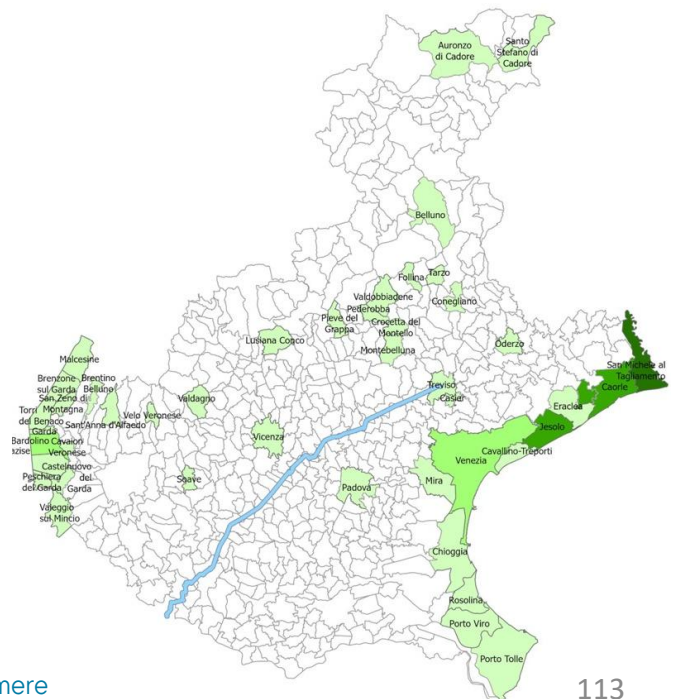 Auronzo
di Cadore
Santo
Stefano di
Cadore
Belluno
Follina
Tarzo
Valdobbiadene
Pederobba
Conegliano
Pieve del
Grappa
Crocetta del
Montello
Lusiana Conco
Montebelluna
Oderzo
Malcesine
San Michele al
Tagliamento
Brenzone
sul Garda
Brentino
Belluno
Treviso
Caorle
San Zeno di
Montagna
Valdagno
Casier
Eraclea
Torri
del Benaco
Velo Veronese
Sant'Anna d'Alfaedo
Garda
Jesolo
Vicenza
Bardolino
Cavaion
Veronese
zise
Cavallino-Treporti
Venezia
Castelnuovo
del
Garda
Peschiera
del Garda
Soave
Mira
Padova
Valeggio
sul Mincio
Chioggia
Rosolina
Porto Viro
Porto Tolle
mere
113